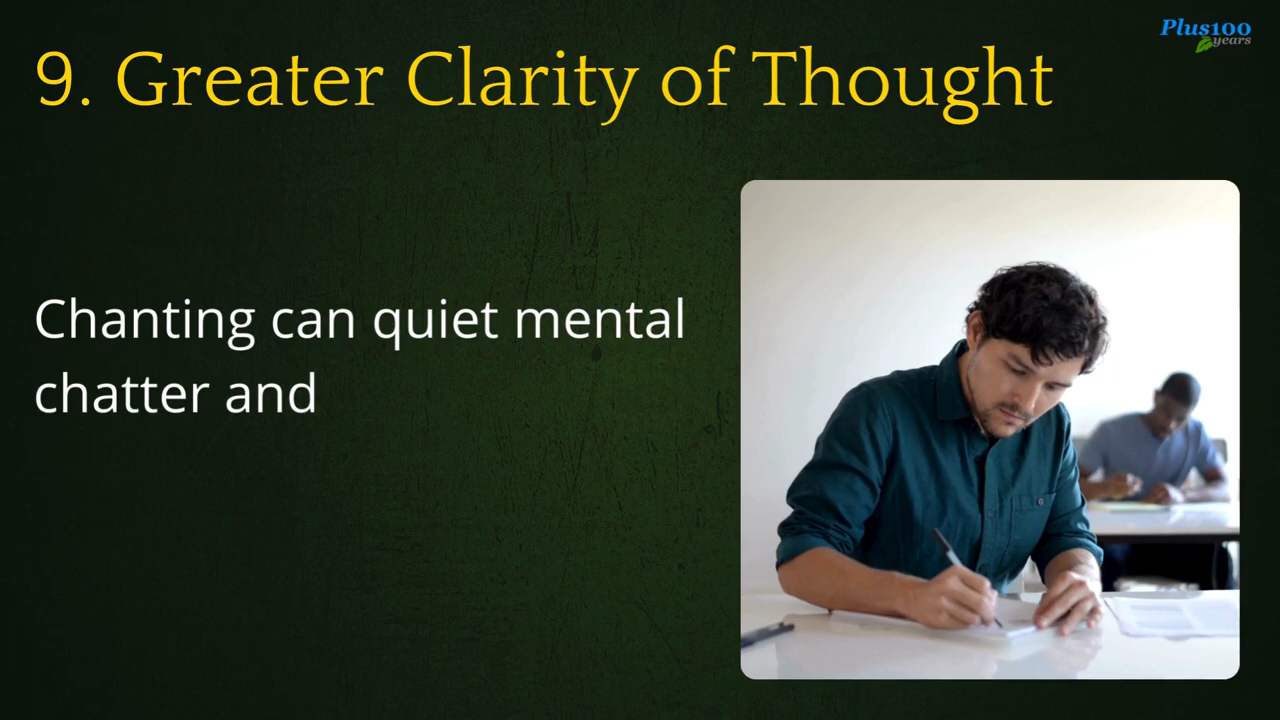 Plus100
years
9. Greater Clarity of Thought
Chanting can quiet mental
chatter and